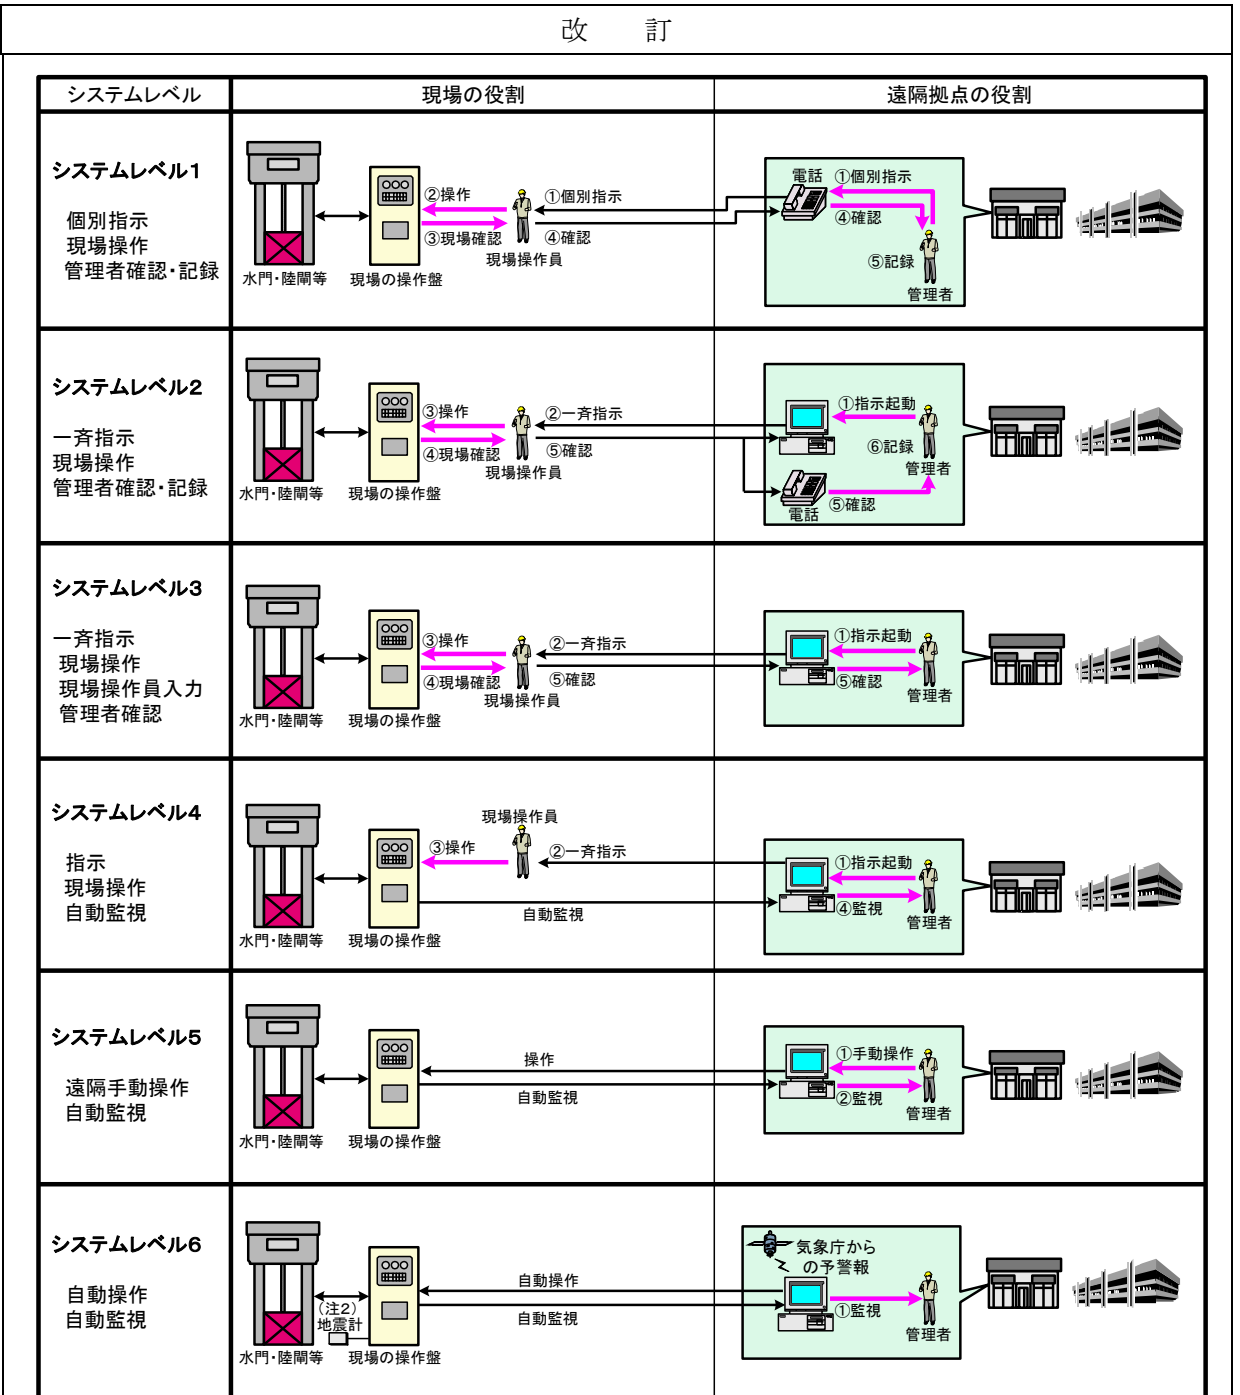 改　訂
システムレベル
現場の役割
遠隔拠点の役割
システムレベル1
個別指示
現場操作
管理者確認・記録
水門・陸閘等
現場の操作盤
②操作
③現場確認
現場操作員
①個別指示
④確認
電話
①個別指示
④確認
⑤記録
管理者
システムレベル2
一斉指示
現場操作
管理者確認・記録
水門・陸閘等
現場の操作盤
③操作
④現場確認
現場操作員
②一斉指示
⑤確認
①指示起動
⑥記録
管理者
電話
⑤確認
システムレベル3
一斉指示
現場操作
現場操作員入力
管理者確認
水門・陸閘等
現場の操作盤
③操作
④現場確認
現場操作員
②一斉指示
⑤確認
①指示起動
⑤確認
管理者
システムレベル4
指示
現場操作
自動監視
水門・陸閘等
現場の操作盤
現場操作員
③操作
②一斉指示
自動監視
①指示起動
④監視
管理者
システムレベル5
遠隔手動操作
自動監視
水門・陸閘等
現場の操作盤
操作
自動監視
①手動操作
②監視
管理者
システムレベル6
自動操作
自動監視
水門・陸閘等
（注2）
地震計
現場の操作盤
自動操作
自動監視
気象庁から
の予警報
①監視
管理者